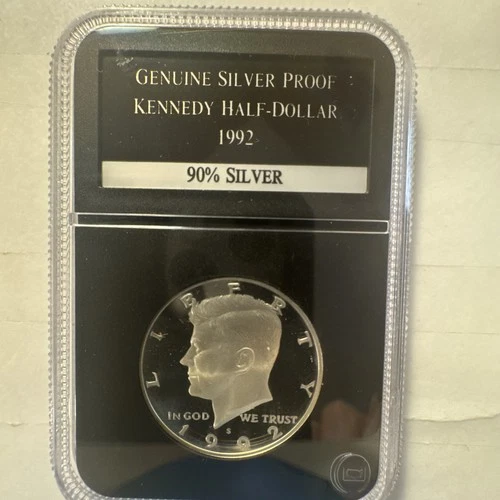 GENUINE SILVER PROOF
KENNEDY HALF-DOLLAR
1992
90% SILVER
LIBERTY
IN GOD WE TRUST
S
1992